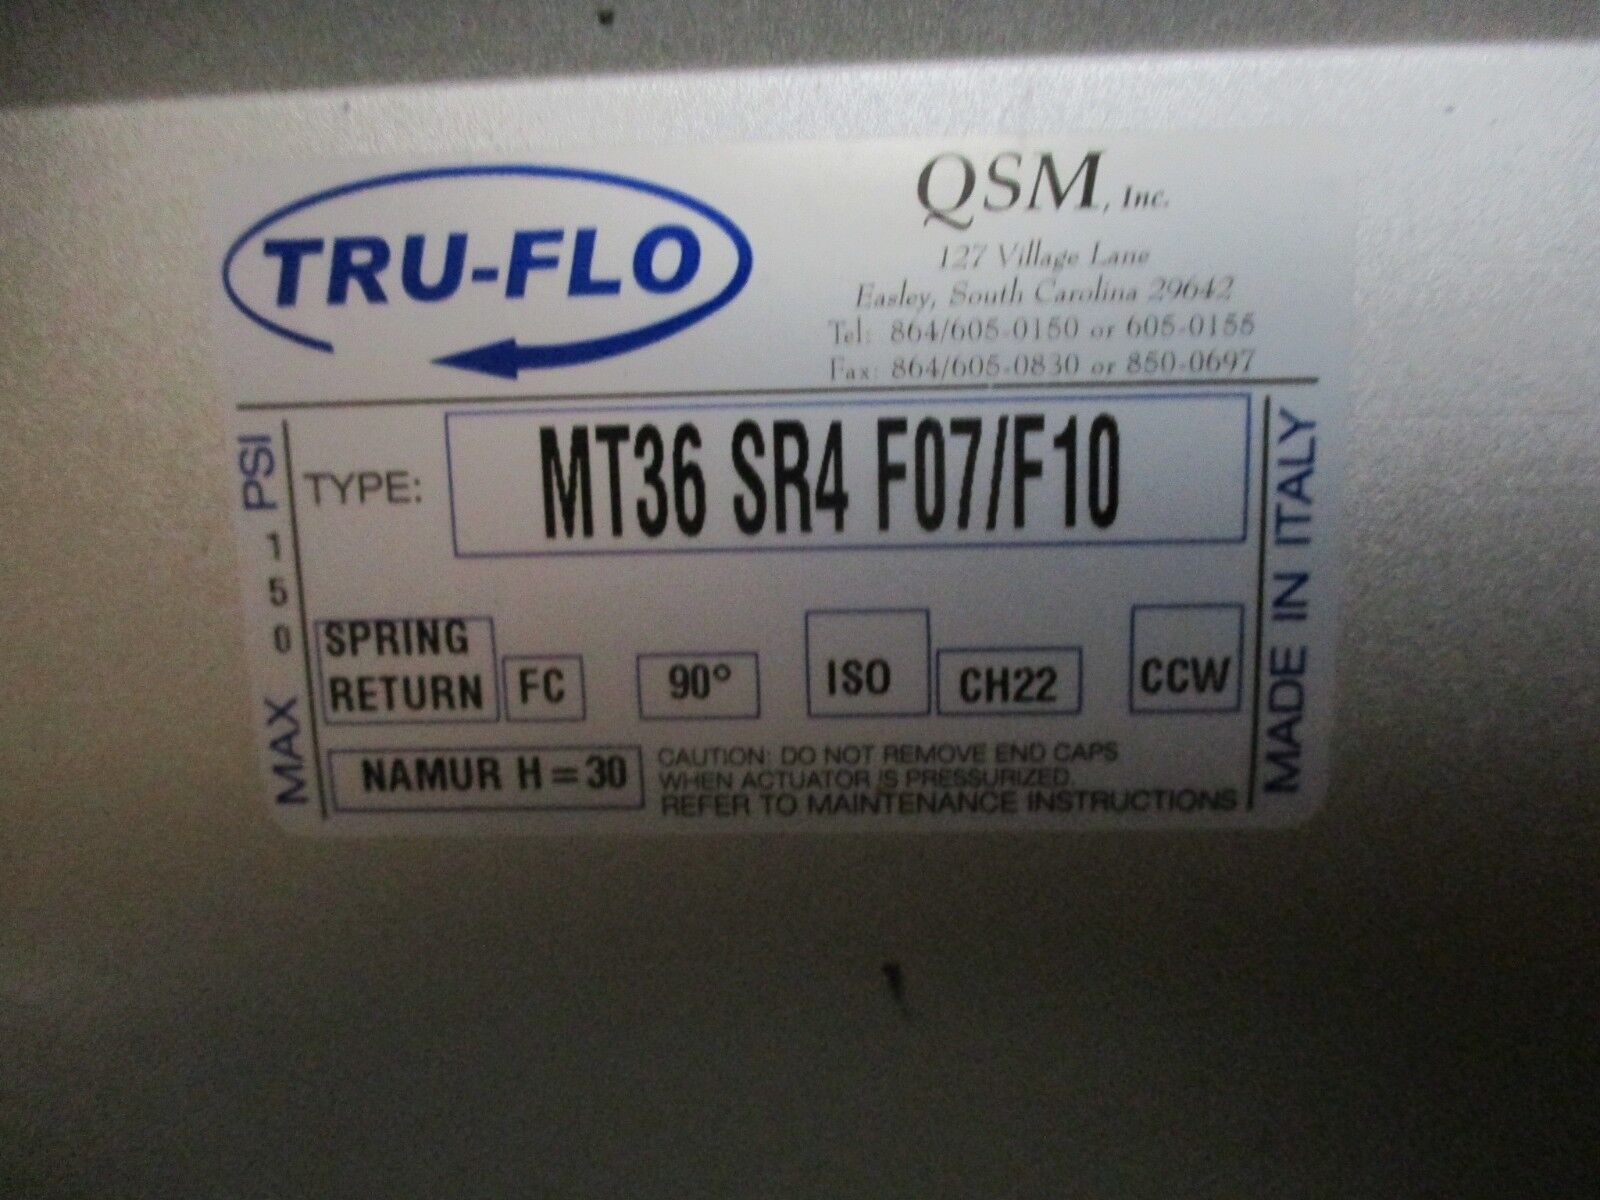 TRU-FLO
QSM, Inc.
127 Village Lane
Easley, South Carolina 29642
Tel: 864/605-0150 or 605-0155
Fax: 864/605-0830 or 850-0697
MAX 150 PSI
TYPE: MT36 SR4 F07/F10
SPRING RETURN FC 90° ISO CH22 CCW
NAMUR H = 30
CAUTION: DO NOT REMOVE END CAPS
WHEN ACTUATOR IS PRESSURIZED.
REFER TO MAINTENANCE INSTRUCTIONS
MADE IN ITALY